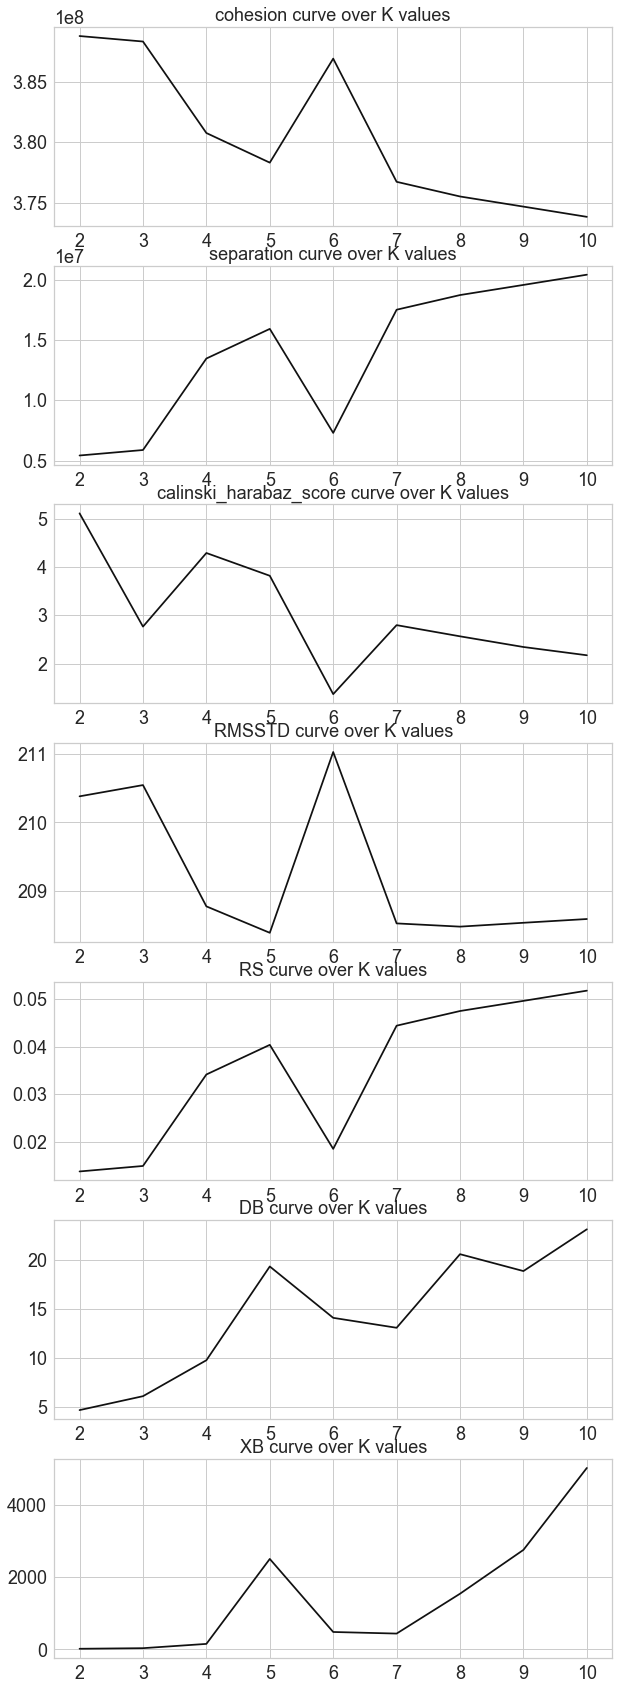 cohesion curve over K values
1e8
385
380
375
2 3 4 5 6 7 8 9 10
separation curve over K values
1e7
2.0
1.5
1.0
0.5
2 3 4 5 6 7 8 9 10
calinski_harabaz_score curve over K values
5
4
3
2
2 3 4 5 6 7 8 9 10
RMSSTD curve over K values
211
210
209
2 3 4 5 6 7 8 9 10
RS curve over K values
0.05
0.04
0.03
0.02
2 3 4 5 6 7 8 9 10
DB curve over K values
20
15
10
5
2 3 4 5 6 7 8 9 10
XB curve over K values
4000
2000
0
2 3 4 5 6 7 8 9 10